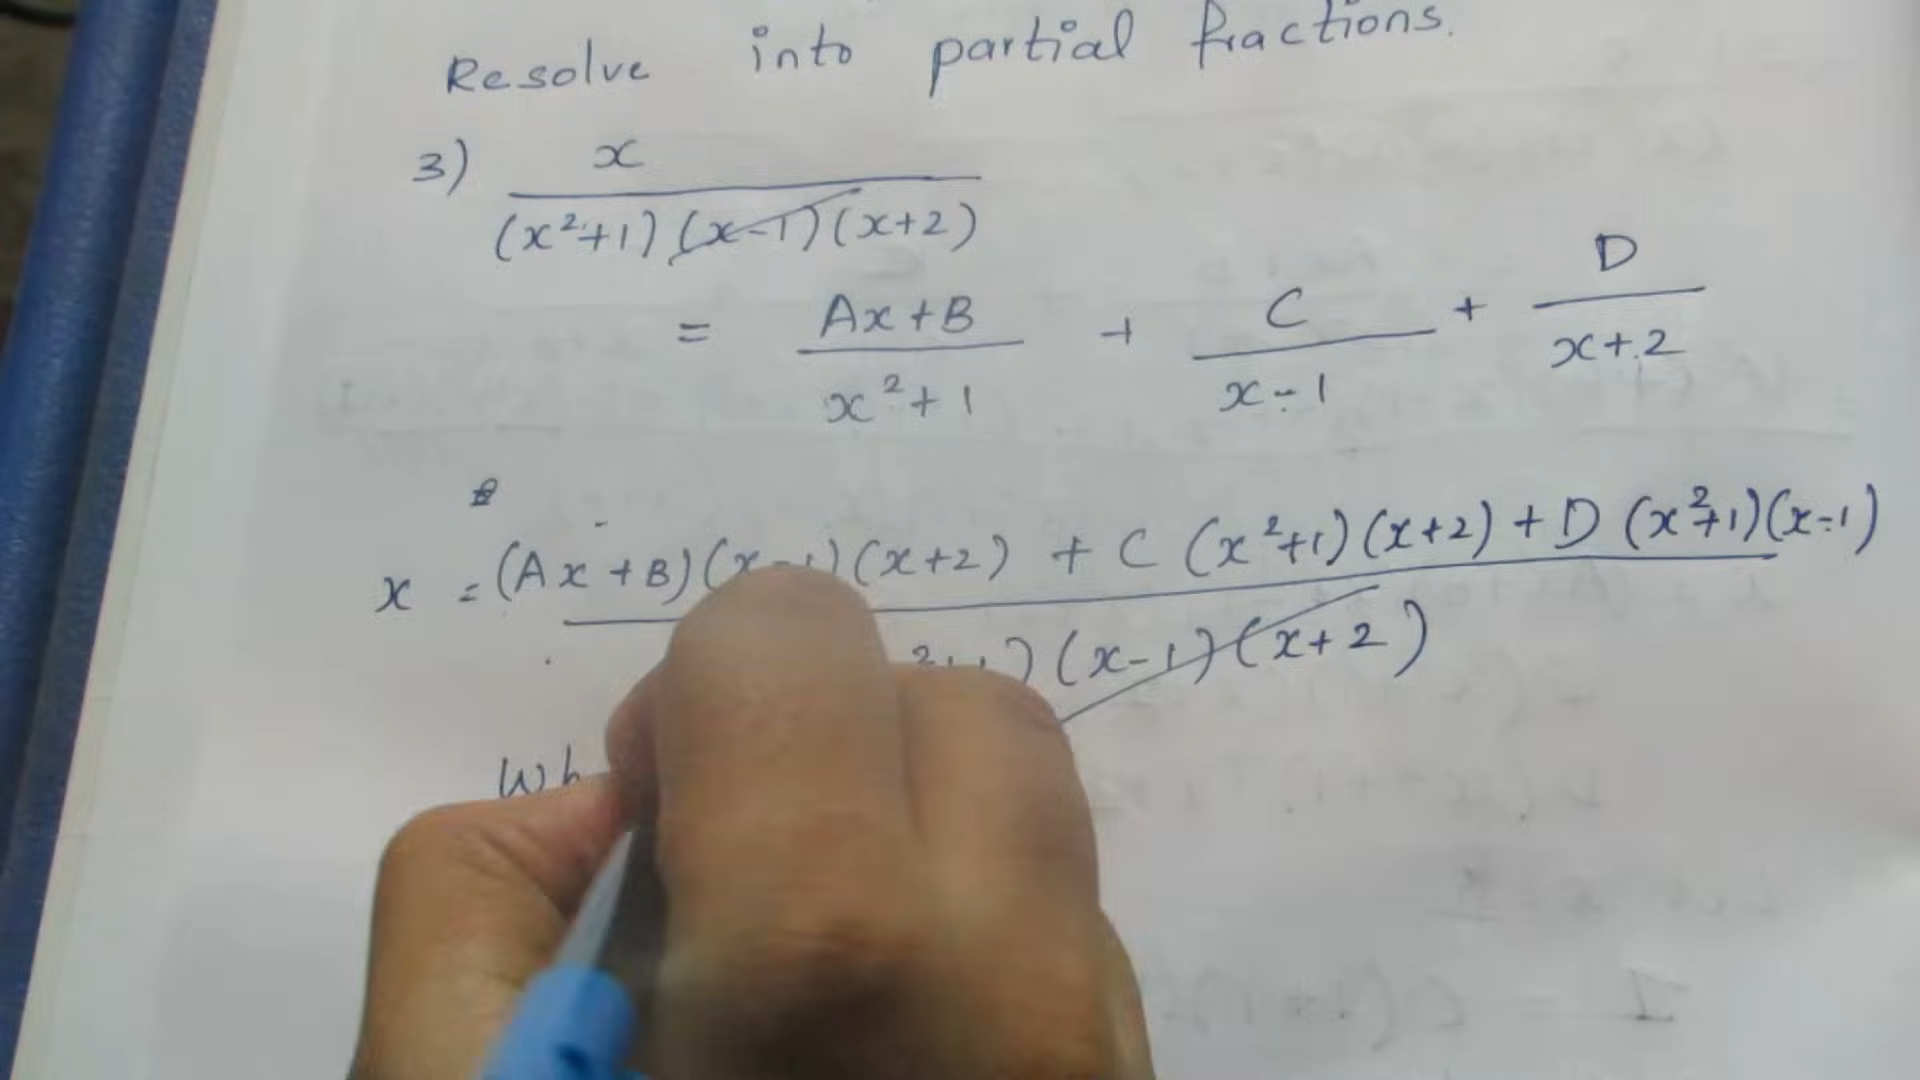 Resolve into partial fractions.
3) x
(x²+1) (x-1) (x+2)
= Ax+B + C + D
x²+1 x-1 x+2
x = (Ax+B)(x-1)(x+2) + C (x²+1)(x+2) + D (x²+1)(x-1)
(x-1)(x+2)